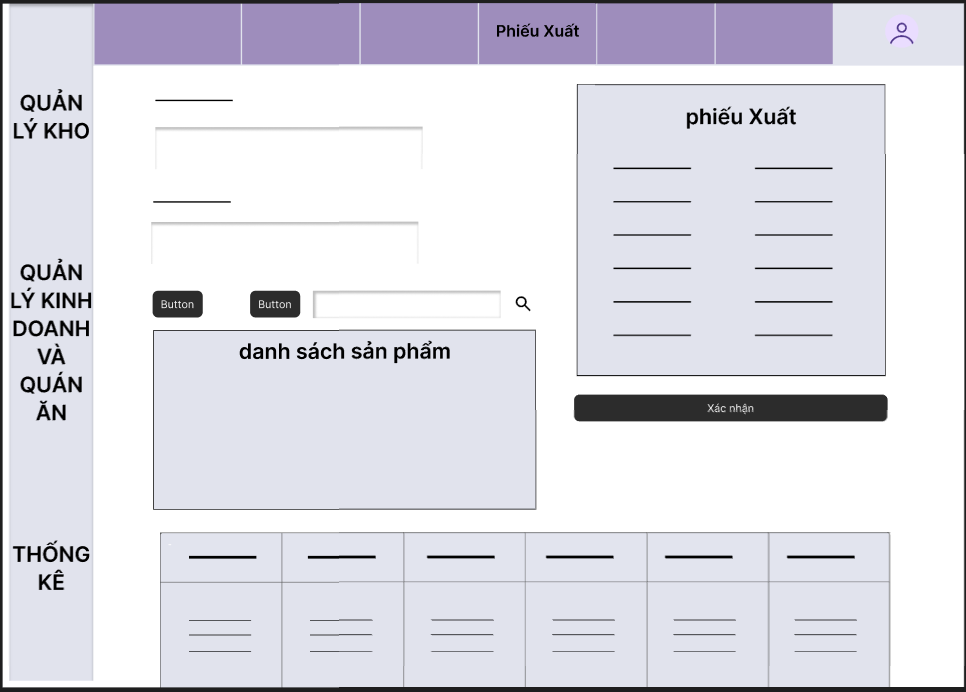 Phiếu Xuất
QUẢN
LÝ KHO
QUẢN
LÝ KINH
DOANH
VÀ
QUÁN
ĂN
THỐNG
KÊ
phiếu Xuất
Button
Button
danh sách sản phẩm
Xác nhận